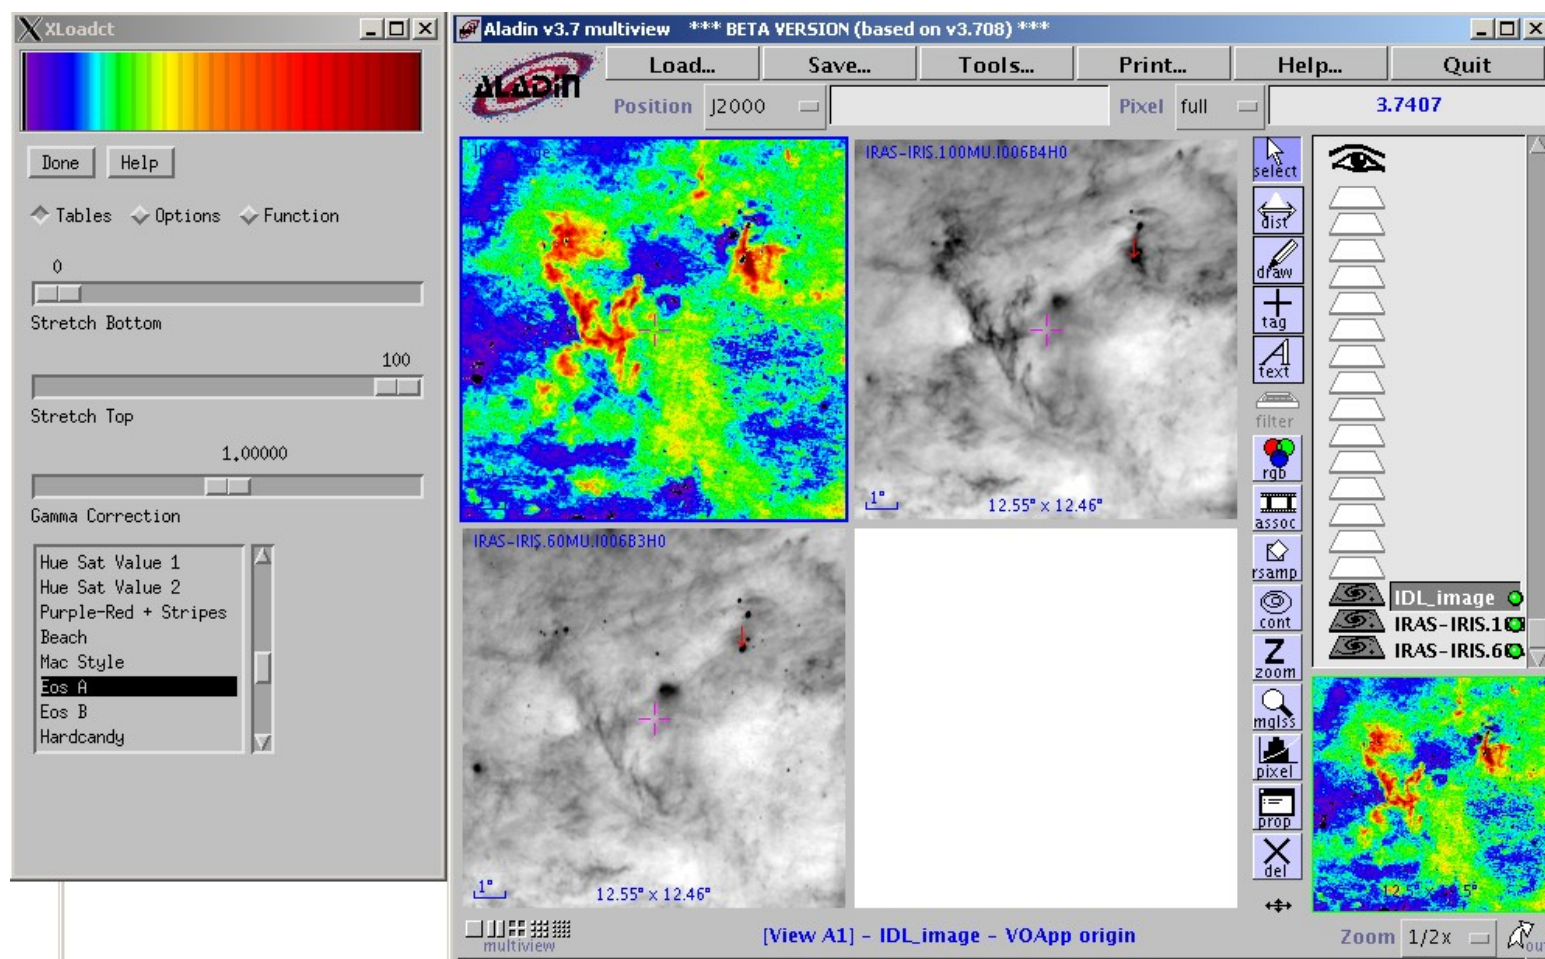 XLoadct
Done
Help
Tables
Options
Function
0
Stretch Bottom
100
Stretch Top
1.00000
Gamma Correction
Hue Sat Value 1
Hue Sat Value 2
Purple-Red + Stripes
Beach
Mac Style
Eos A
Eos B
Hardcandy
Aladin v3.7 multiview *** BETA VERSION (based on v3.708) ***
ALADIN
Load...
Save...
Tools...
Print...
Help...
Quit
Position
J2000
Pixel
full
3.7407
IRAS-IRIS.100MU.I006B4H0
1°
12.55° x 12.46°
IRAS-IRIS.60MU.I006B3H0
1°
12.55° x 12.46°
select
dist
draw
tag
text
filter
rgb
assoc
rsamp
cont
zoom
mglss
pixel
prop
del
IDL_image
IRAS-IRIS.1
IRAS-IRIS.6
multiview
[View A1] - IDL_image - VOApp origin
Zoom
1/2x